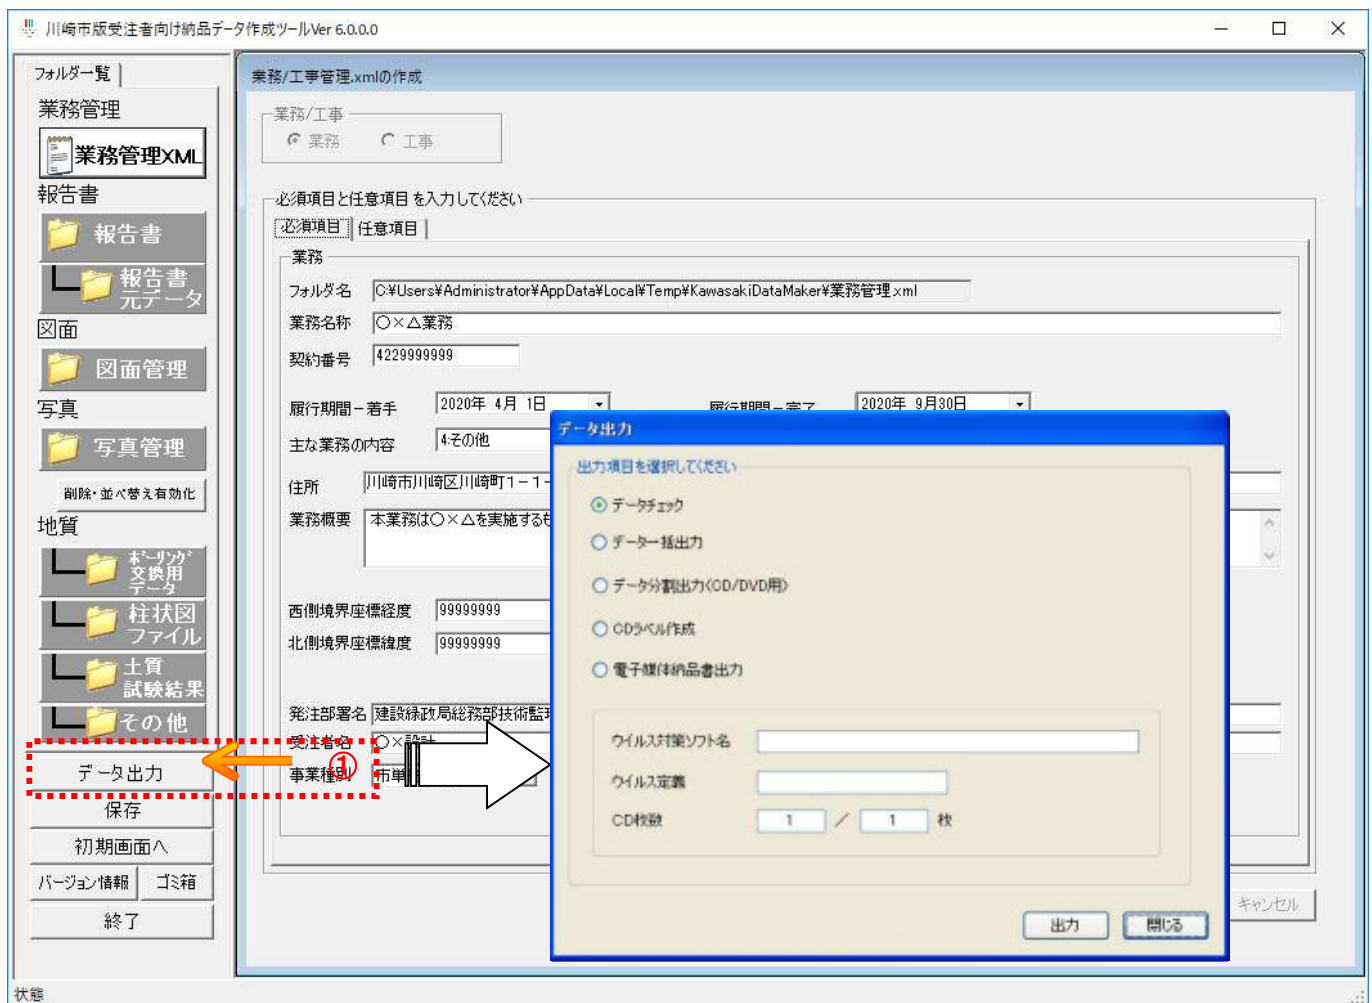 川崎市版受注者向け納品データ作成ツールVer 6.0.0.0
フォルダ一覧
業務管理
業務管理XML
報告書
報告書
報告書
元データ
図面
図面管理
写真
写真管理
削除・並べ替え有効化
地質
ボーリング
交換用
データ
柱状図
ファイル
土質
試験結果
その他
データ出力
①
保存
初期画面へ
バージョン情報 ゴミ箱
終了
状態
業務/工事管理.xmlの作成
業務/工事
業務 工事
必須項目と任意項目を入力してください
必須項目 任意項目
業務
フォルダ名 C:¥Users¥Administrator¥AppData¥Local¥Temp¥KawasakiDataMaker¥業務管理.xml
業務名称 ○×△業務
契約番号 4229999999
履行期間－着手 2020年 4月 1日 履行期間－完了 2020年 9月30日
主な業務の内容 4:その他
住所 川崎市川崎区川崎町１－１－
業務概要 本業務は○×△を実施するも
西側境界座標経度 99999999
北側境界座標緯度 99999999
発注部署名 建設緑政局総務部技術監理
受注者名 ○×設計
事業種別 市単
キャンセル
データ出力
出力項目を選択してください
データチェック
データ一括出力
データ分割出力(CD/DVD用)
CDラベル作成
電子媒体納品書出力
ウイルス対策ソフト名
ウイルス定義
CD枚数 1 / 1 枚
出力 閉じる